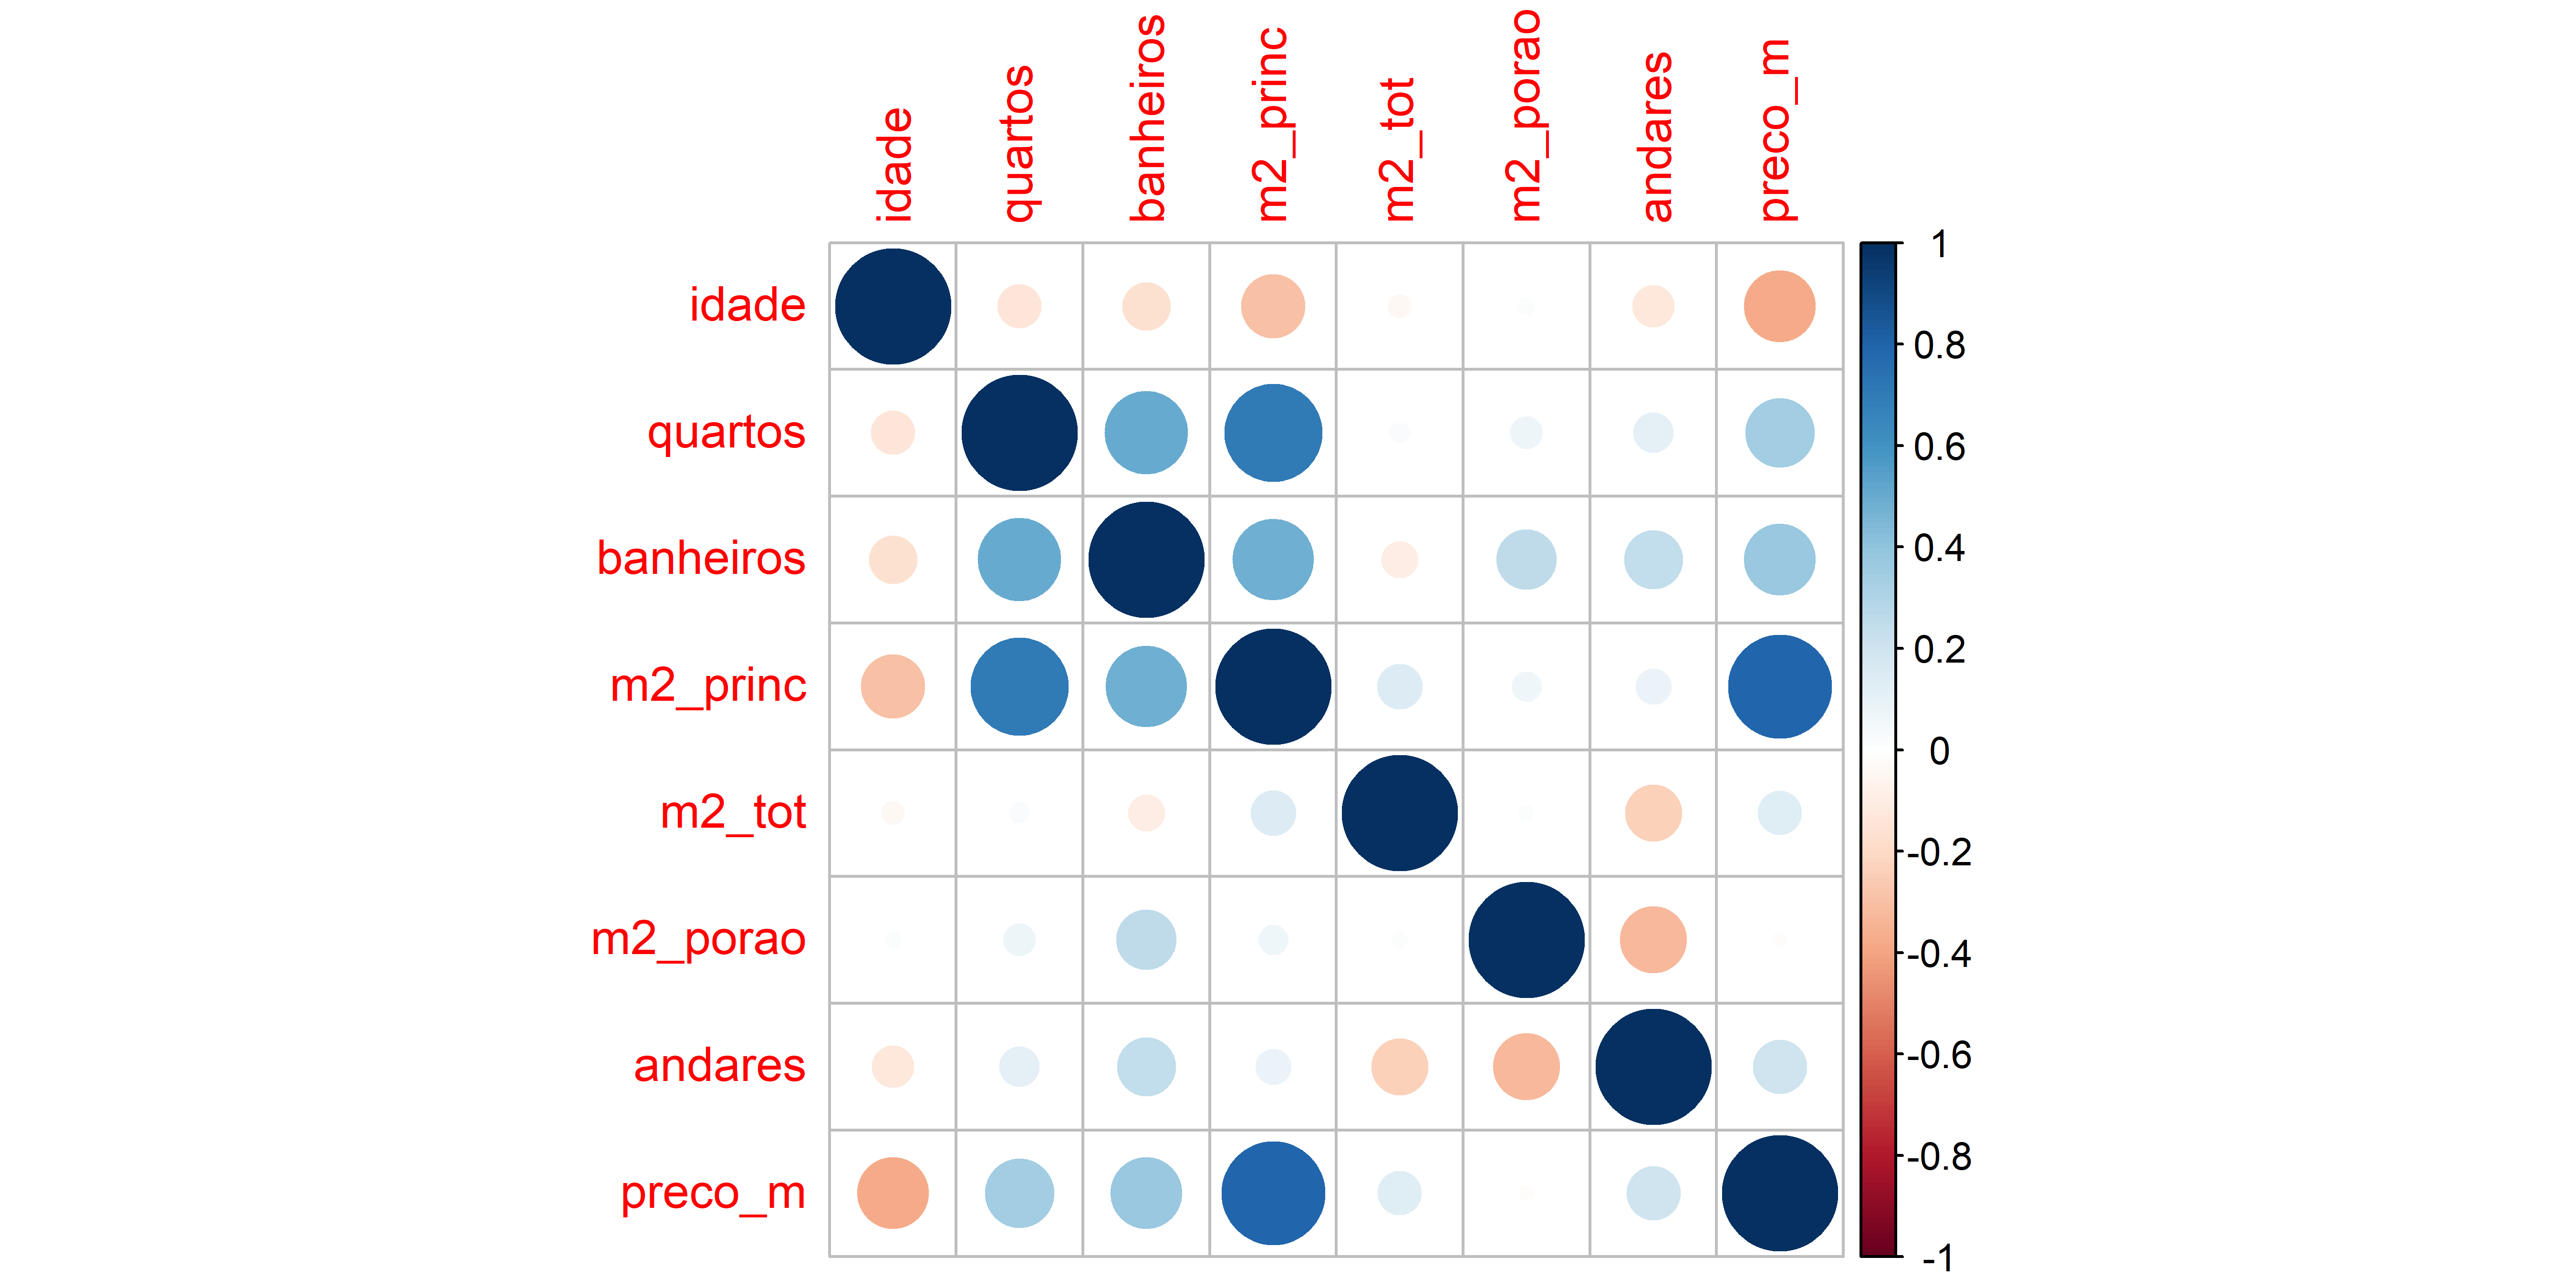 idade
quartos
banheiros
m2_princ
m2_tot
m2_porao
andares
preco_m
idade
quartos
banheiros
m2_princ
m2_tot
m2_porao
andares
preco_m
1
0.8
0.6
0.4
0.2
0
-0.2
-0.4
-0.6
-0.8
-1